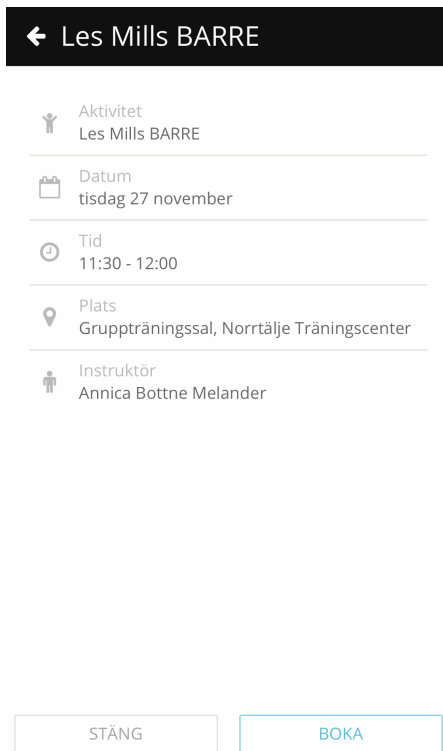 Les Mills BARRE
Aktivitet
Les Mills BARRE
Datum
tisdag 27 november
Tid
11:30 - 12:00
Plats
Gruppträningssal, Norrtälje Träningscenter
Instruktör
Annica Bottne Melander
STÄNG
BOKA